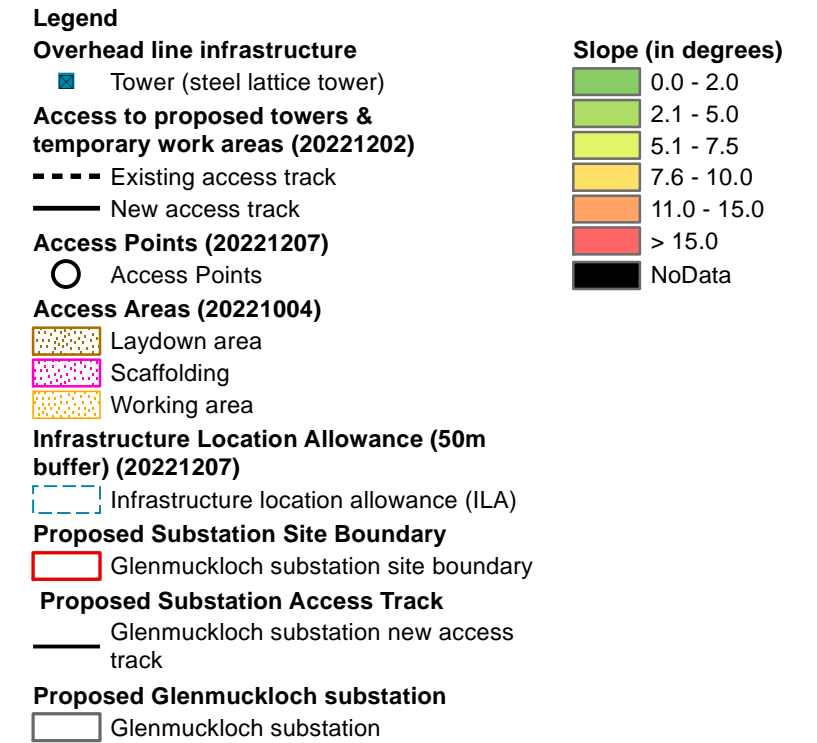 Legend
Overhead line infrastructure
Tower (steel lattice tower)
Access to proposed towers &
temporary work areas (20221202)
Existing access track
New access track
Access Points (20221207)
Access Points
Access Areas (20221004)
Laydown area
Scaffolding
Working area
Infrastructure Location Allowance (50m
buffer) (20221207)
Infrastructure location allowance (ILA)
Proposed Substation Site Boundary
Glenmuckloch substation site boundary
Proposed Substation Access Track
Glenmuckloch substation new access
track
Proposed Glenmuckloch substation
Glenmuckloch substation
Slope (in degrees)
0.0 - 2.0
2.1 - 5.0
5.1 - 7.5
7.6 - 10.0
11.0 - 15.0
> 15.0
NoData